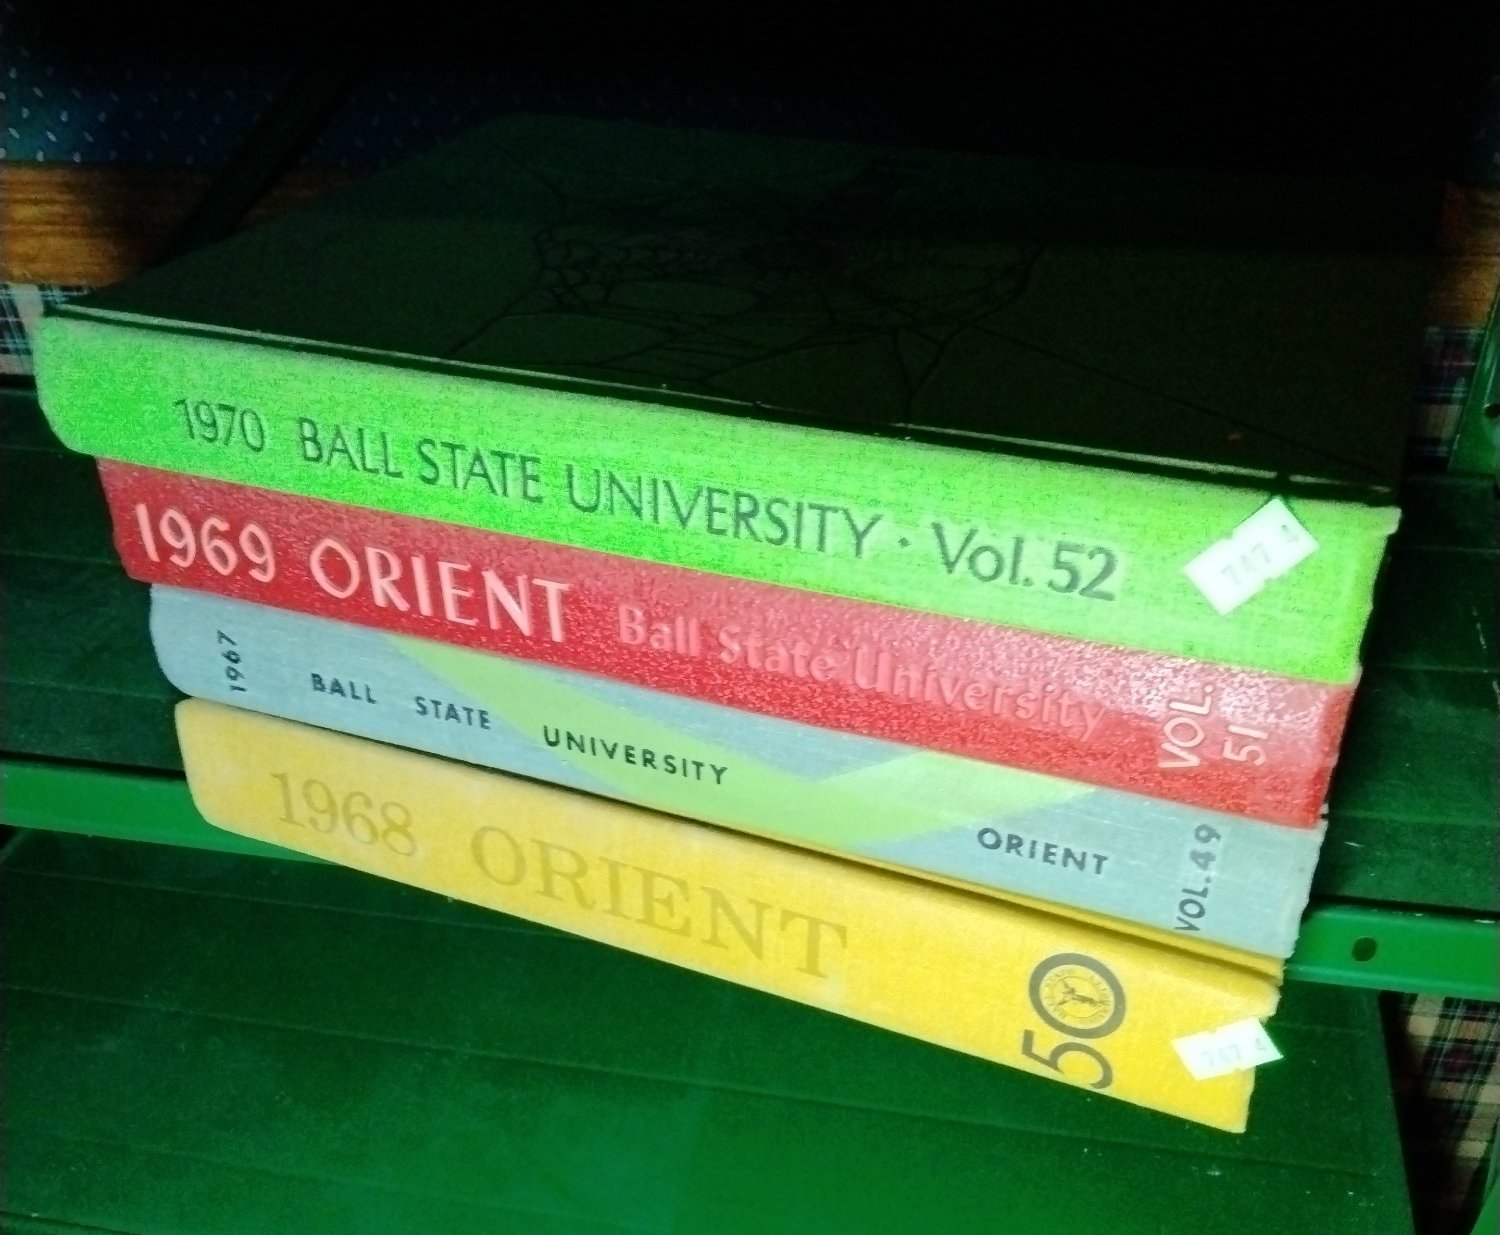 1970 BALL STATE UNIVERSITY · Vol. 52
1969 ORIENT Ball State University VOL. 51
1967 BALL STATE UNIVERSITY ORIENT VOL. 49
1968 ORIENT 50